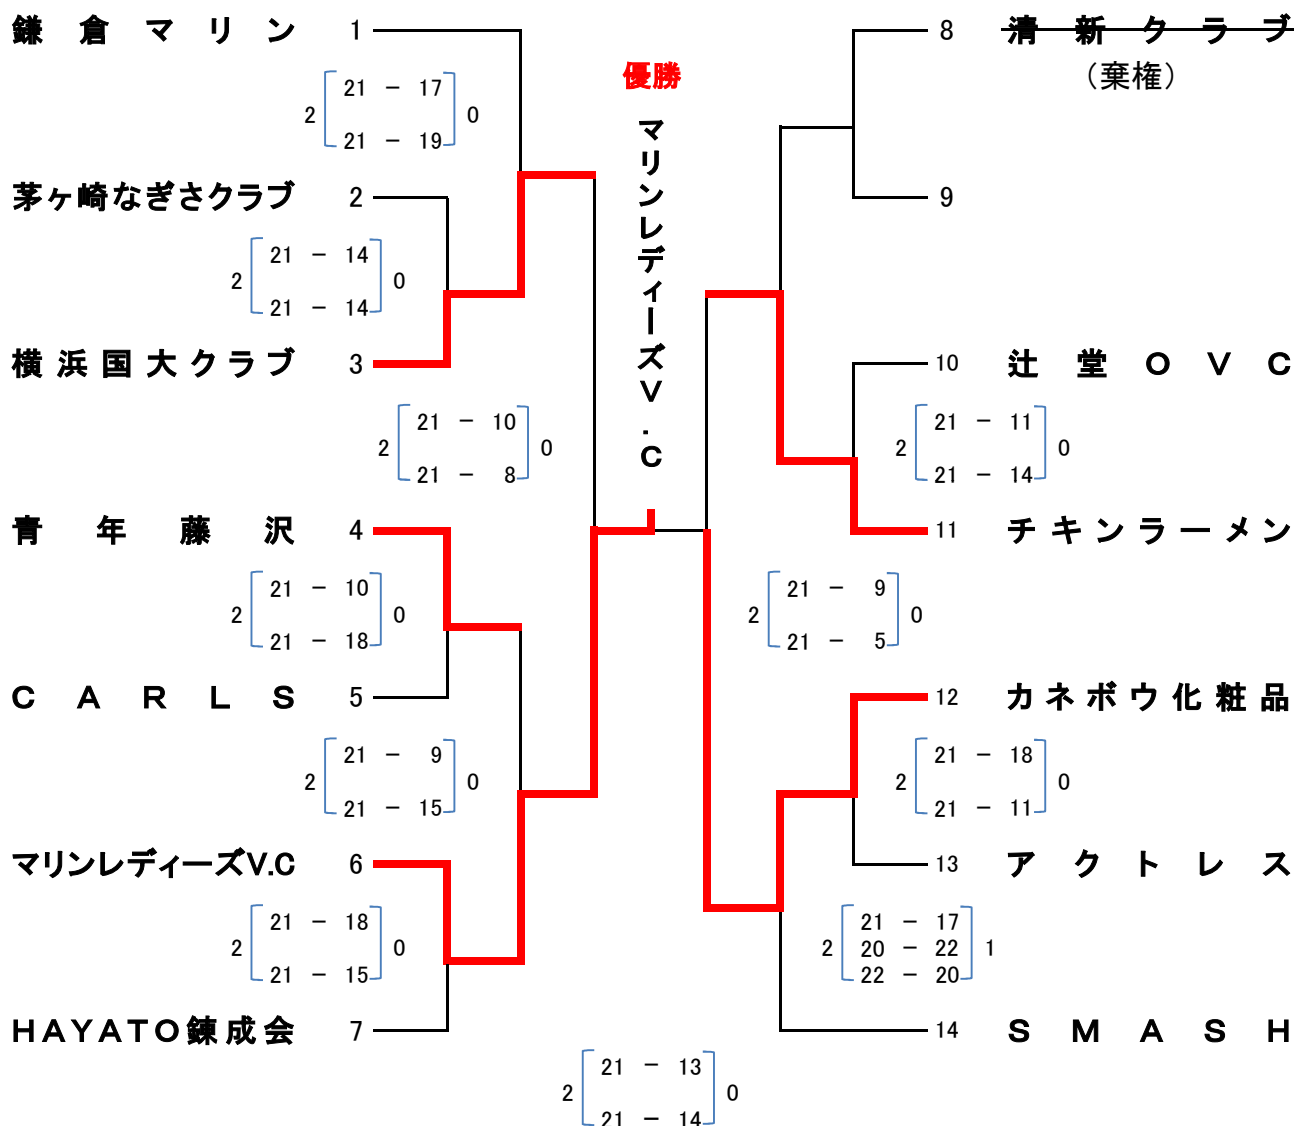 鎌倉マリン 1
2 21 － 17 0
21 － 19
茅ヶ崎なぎさクラブ 2
2 21 － 14 0
21 － 14
横浜国大クラブ 3
2 21 － 10 0
21 － 8
青年藤沢 4
2 21 － 10 0
21 － 18
ＣＡＲＬＳ 5
2 21 － 9 0
21 － 15
マリンレディーズV.C 6
2 21 － 18 0
21 － 15
ＨＡＹＡＴＯ錬成会 7
優勝
マリンレディーズＶ.Ｃ
2 21 － 13 0
21 － 14
8 清新クラブ
（棄権）
9
10 辻堂ＯＶＣ
2 21 － 11 0
21 － 14
11 チキンラーメン
2 21 － 9 0
21 － 5
12 カネボウ化粧品
2 21 － 18 0
21 － 11
13 アクトレス
21 － 17
2 20 － 22 1
22 － 20
14 ＳＭＡＳＨ